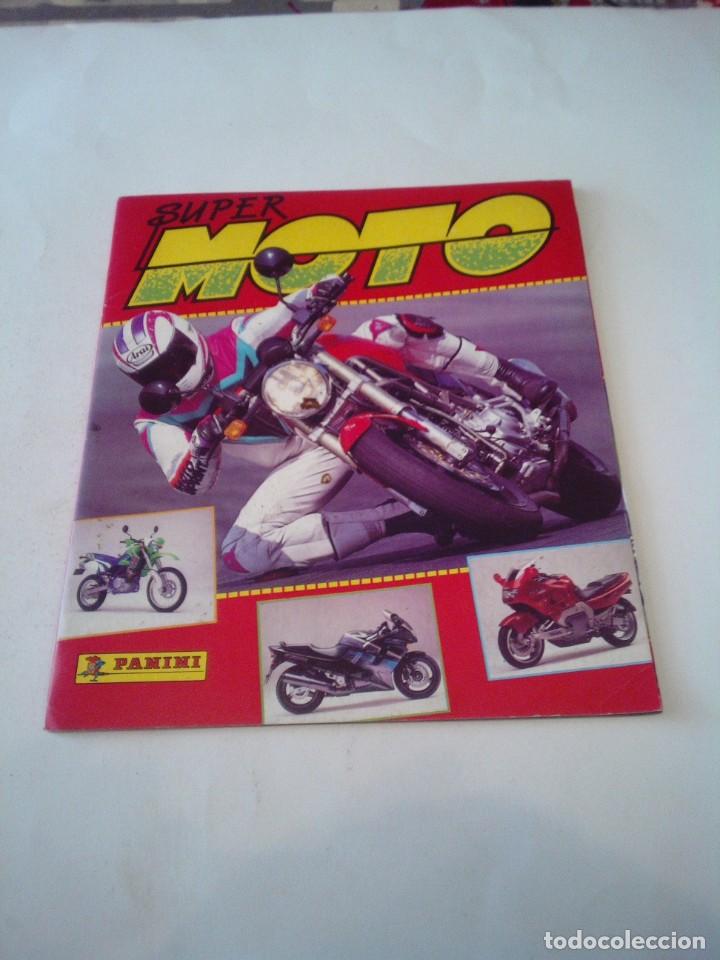 SUPER
MOTO
Arai
PANINI
todocoleccion